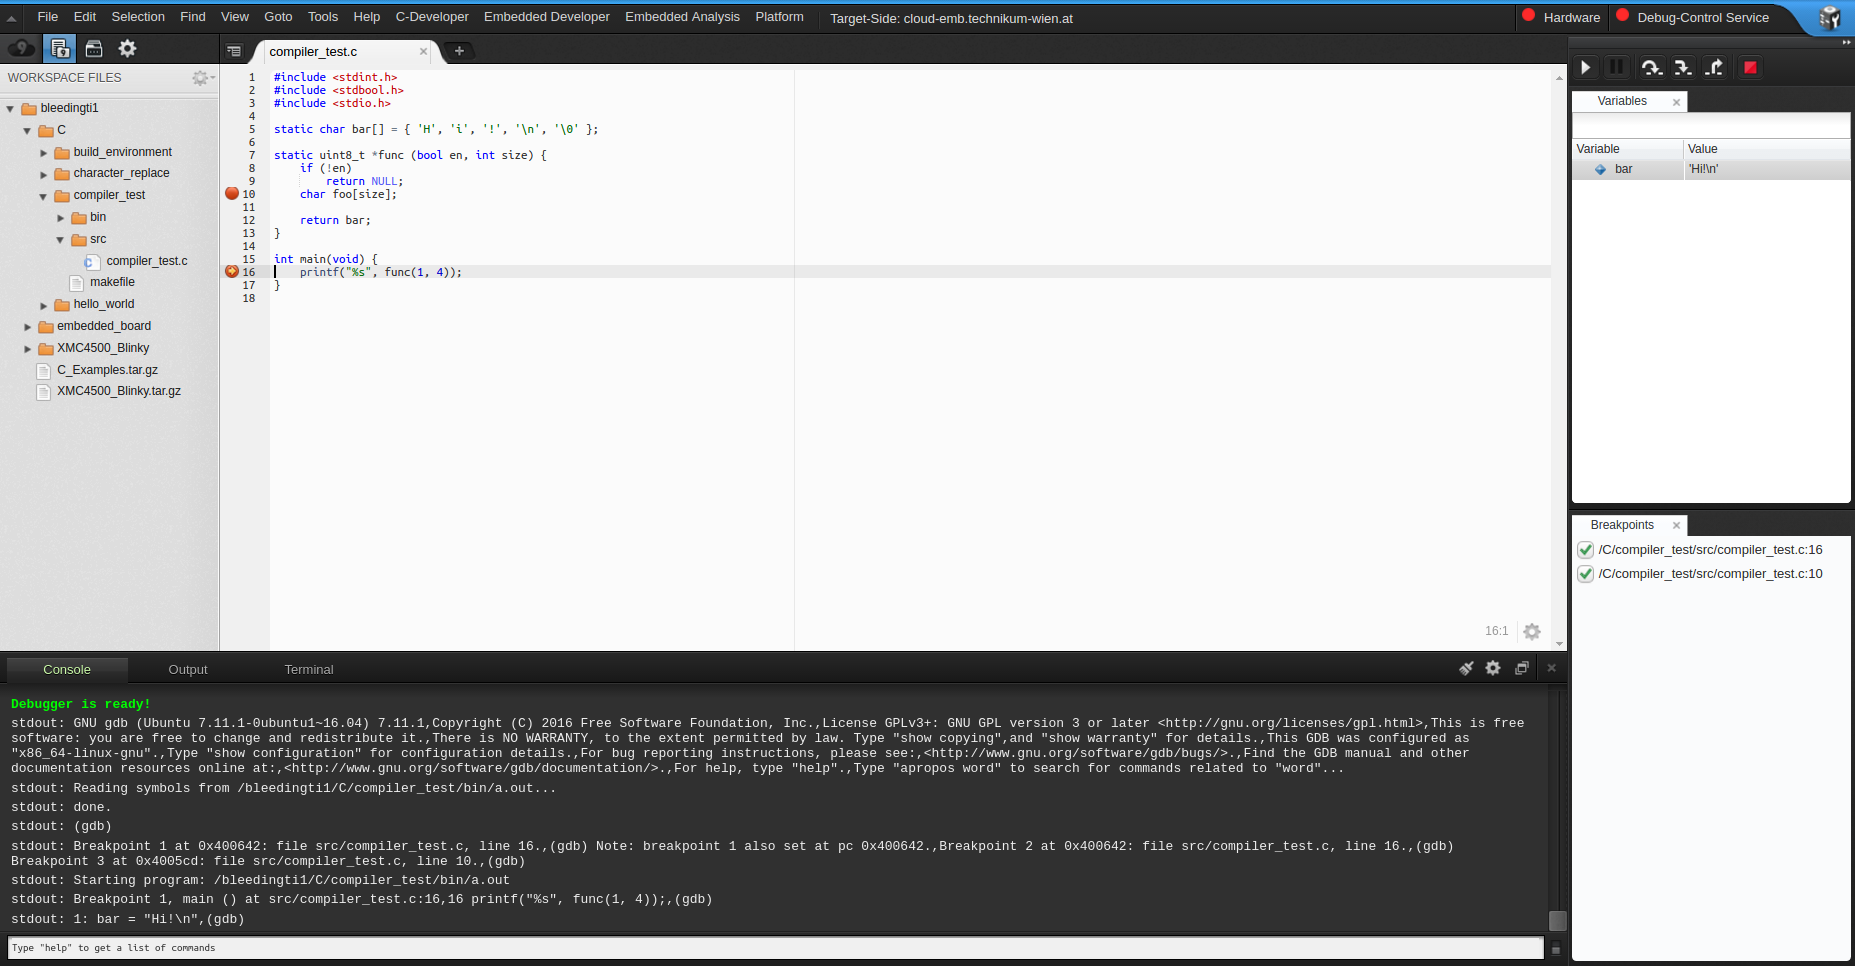 File Edit Selection Find View Goto Tools Help C-Developer Embedded Developer Embedded Analysis Platform Target-Side: cloud-emb.technikum-wien.at Hardware Debug-Control Service
compiler_test.c
WORKSPACE FILES
bleedingti1
C
build_environment
character_replace
compiler_test
bin
src
compiler_test.c
makefile
hello_world
embedded_board
XMC4500_Blinky
C_Examples.tar.gz
XMC4500_Blinky.tar.gz
1 #include <stdint.h>
2 #include <stdbool.h>
3 #include <stdio.h>
4
5 static char bar[] = { 'H', 'i', '!', '\n', '\0' };
6
7 static uint8_t *func (bool en, int size) {
8 if (!en)
9 return NULL;
10 char foo[size];
11
12 return bar;
13 }
14
15 int main(void) {
16 printf("%s", func(1, 4));
17 }
18
16:1
Variables
Variable Value
bar 'Hi!\n'
Breakpoints
/C/compiler_test/src/compiler_test.c:16
/C/compiler_test/src/compiler_test.c:10
Console Output Terminal
Debugger is ready!
stdout: GNU gdb (Ubuntu 7.11.1-0ubuntu1~16.04) 7.11.1,Copyright (C) 2016 Free Software Foundation, Inc.,License GPLv3+: GNU GPL version 3 or later <http://gnu.org/licenses/gpl.html>,This is free
software: you are free to change and redistribute it.,There is NO WARRANTY, to the extent permitted by law. Type "show copying",and "show warranty" for details.,This GDB was configured as
"x86_64-linux-gnu".,Type "show configuration" for configuration details.,For bug reporting instructions, please see:,<http://www.gnu.org/software/gdb/bugs/>.,Find the GDB manual and other
documentation resources online at:,<http://www.gnu.org/software/gdb/documentation/>.,For help, type "help".,Type "apropos word" to search for commands related to "word"...
stdout: Reading symbols from /bleedingti1/C/compiler_test/bin/a.out...
stdout: done.
stdout: (gdb)
stdout: Breakpoint 1 at 0x400642: file src/compiler_test.c, line 16.,(gdb) Note: breakpoint 1 also set at pc 0x400642.,Breakpoint 2 at 0x400642: file src/compiler_test.c, line 16.,(gdb)
Breakpoint 3 at 0x4005cd: file src/compiler_test.c, line 10.,(gdb)
stdout: Starting program: /bleedingti1/C/compiler_test/bin/a.out
stdout: Breakpoint 1, main () at src/compiler_test.c:16,16 printf("%s", func(1, 4));,(gdb)
stdout: 1: bar = "Hi!\n",(gdb)
Type "help" to get a list of commands